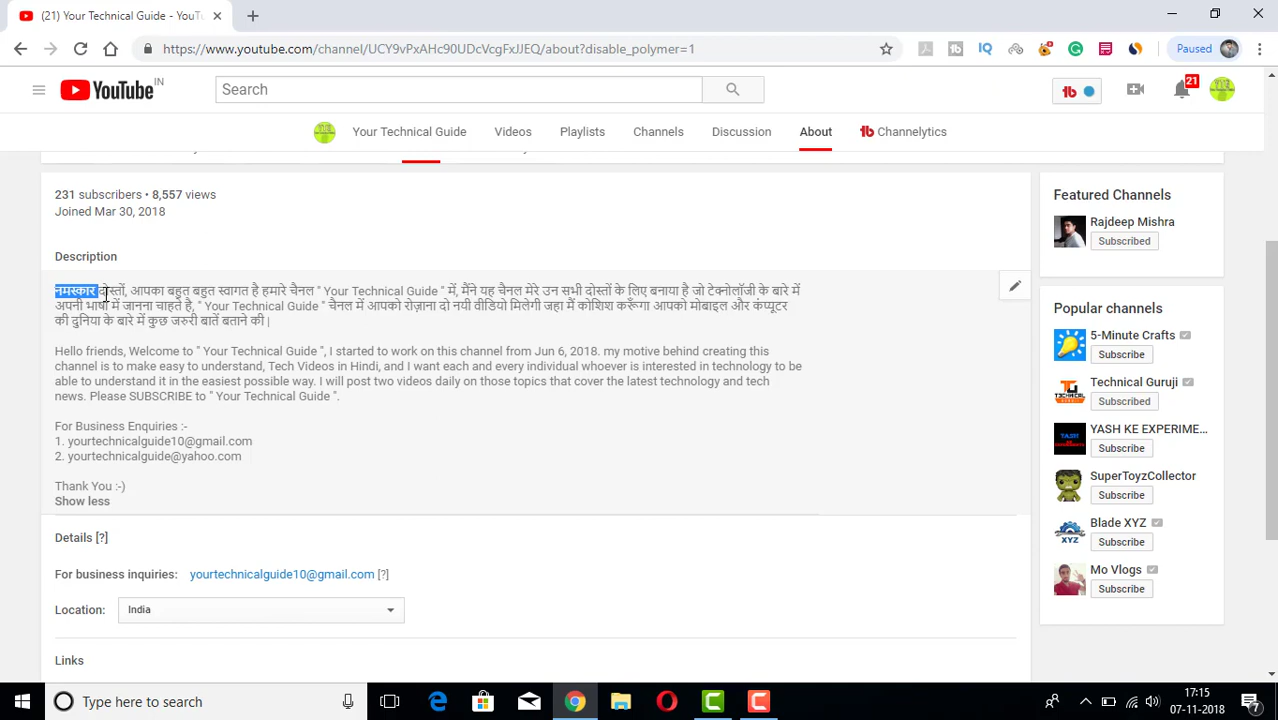 (21) Your Technical Guide - YouT
https://www.youtube.com/channel/UCY9vPxAHc90UDcVcgFxJJEQ/about?disable_polymer=1
Paused
YouTube IN
Search
21
Your Technical Guide
Videos
Playlists
Channels
Discussion
About
Channelytics
231 subscribers • 8,557 views
Joined Mar 30, 2018
Description
नमस्कार दोस्तों, आपका बहुत बहुत स्वागत है हमारे चैनल " Your Technical Guide " में, मैंने यह चैनल मेरे उन सभी दोस्तों के लिए बनाया है जो टेक्नोलॉजी के बारे में
अपनी भाषा में जानना चाहते है, " Your Technical Guide " चैनल में आपको रोज़ाना दो नयी वीडियो मिलेगी जहा मैं कोशिश करूँगा आपको मोबाइल और कंप्यूटर
की दुनिया के बारे में कुछ जरुरी बातें बताने की |
Hello friends, Welcome to " Your Technical Guide ", I started to work on this channel from Jun 6, 2018. my motive behind creating this
channel is to make easy to understand, Tech Videos in Hindi, and I want each and every individual whoever is interested in technology to be
able to understand it in the easiest possible way. I will post two videos daily on those topics that cover the latest technology and tech
news. Please SUBSCRIBE to " Your Technical Guide ".
For Business Enquiries :-
1. yourtechnicalguide10@gmail.com
2. yourtechnicalguide@yahoo.com
Thank You :-)
Show less
Details [?]
For business inquiries: yourtechnicalguide10@gmail.com [?]
Location: India
Links
Featured Channels
Rajdeep Mishra
Subscribed
Popular channels
5-Minute Crafts
Subscribe
Technical Guruji
Subscribed
YASH KE EXPERIME...
Subscribe
SuperToyzCollector
Subscribe
Blade XYZ
Subscribe
Mo Vlogs
Subscribe
Type here to search
17:15
07-11-2018
7